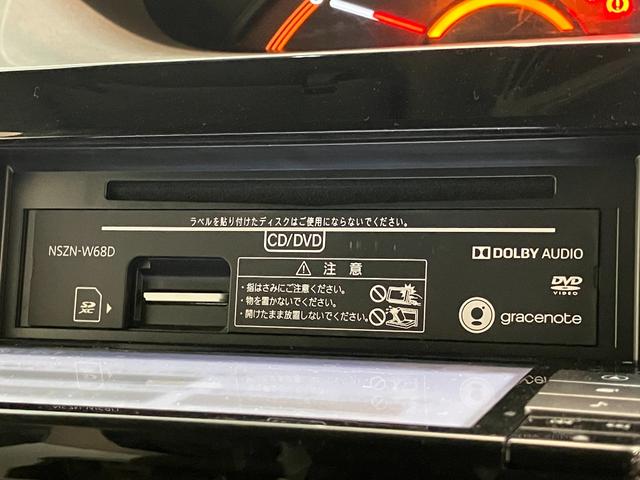 ラベルを貼り付けたディスクはご使用にならないでください。
CD/DVD
NSZN-W68D
DOLBY AUDIO
注 意
・指はさみにご注意ください。
・物を置かないでください。
・開けたまま放置しないでください。
SD
XC
DVD
VIDEO
gracenote